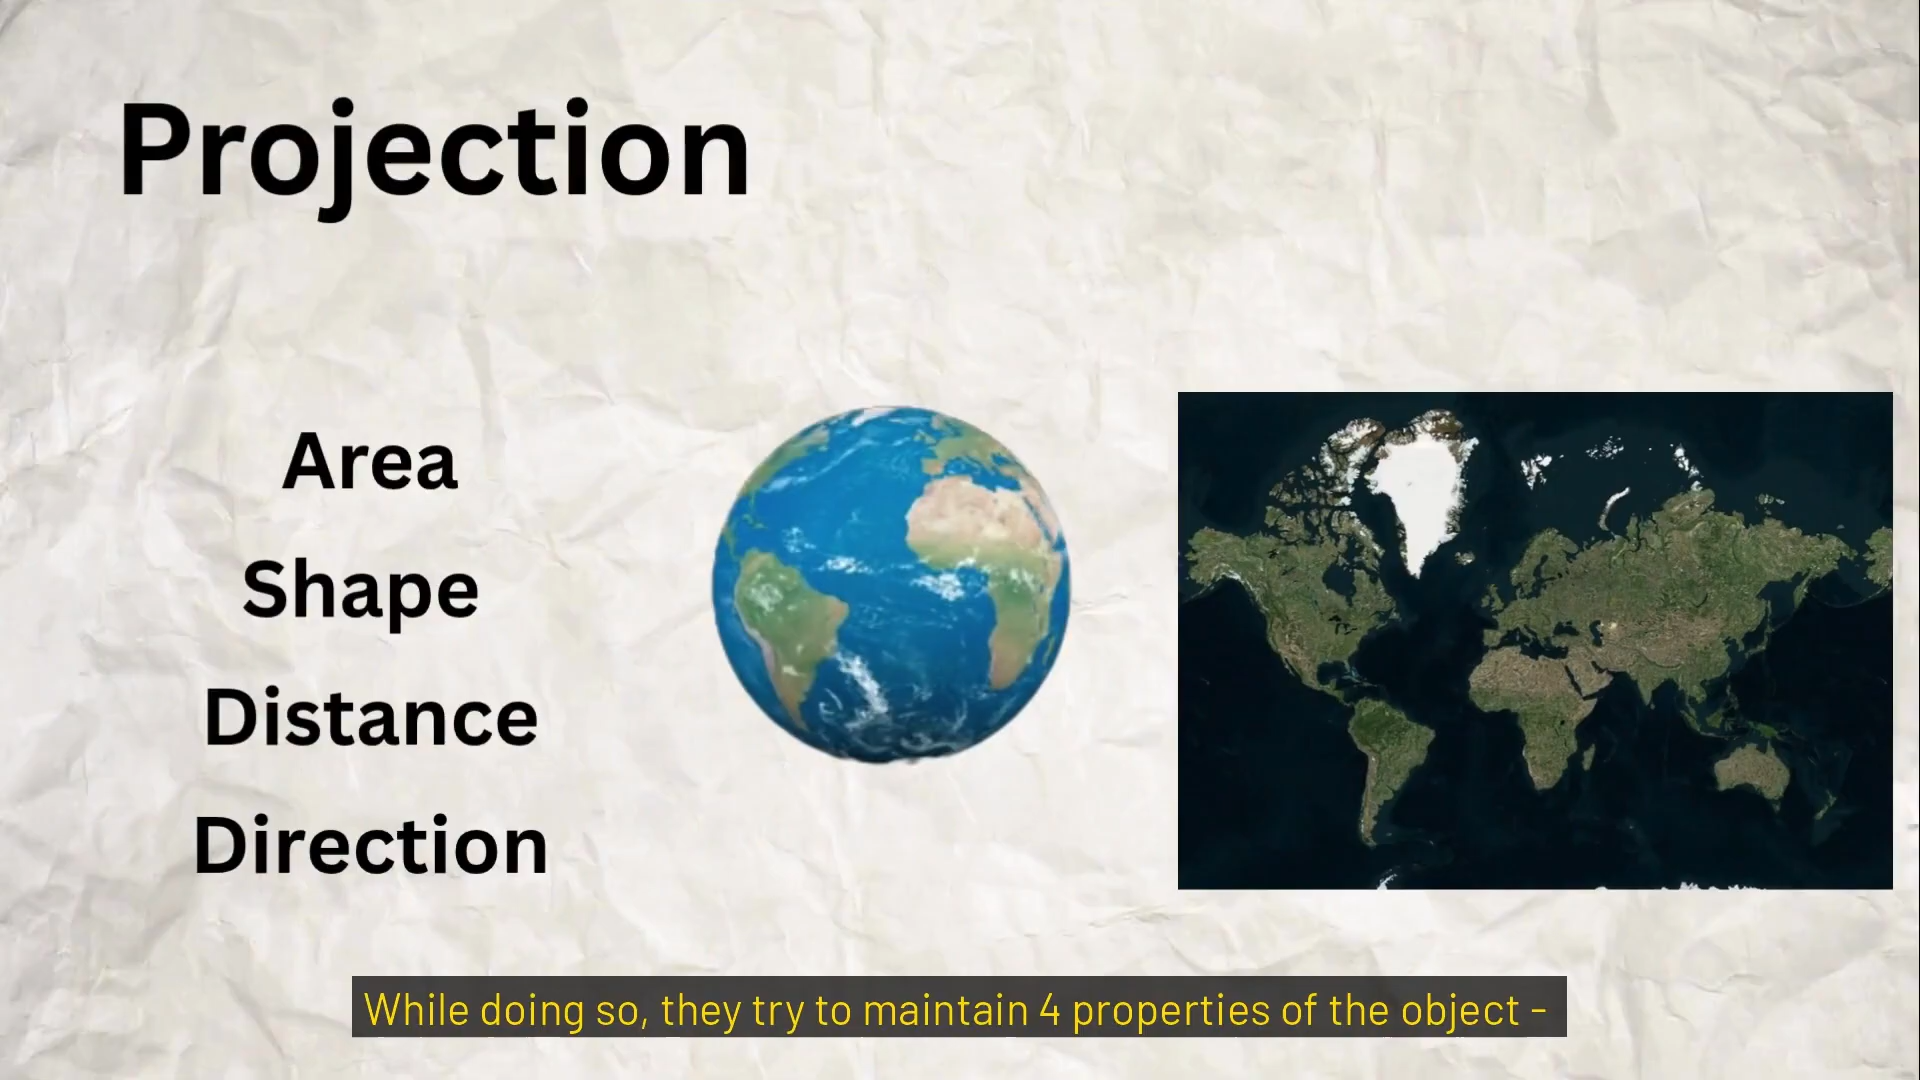 Projection
Area
Shape
Distance
Direction
While doing so, they try to maintain 4 properties of the object -